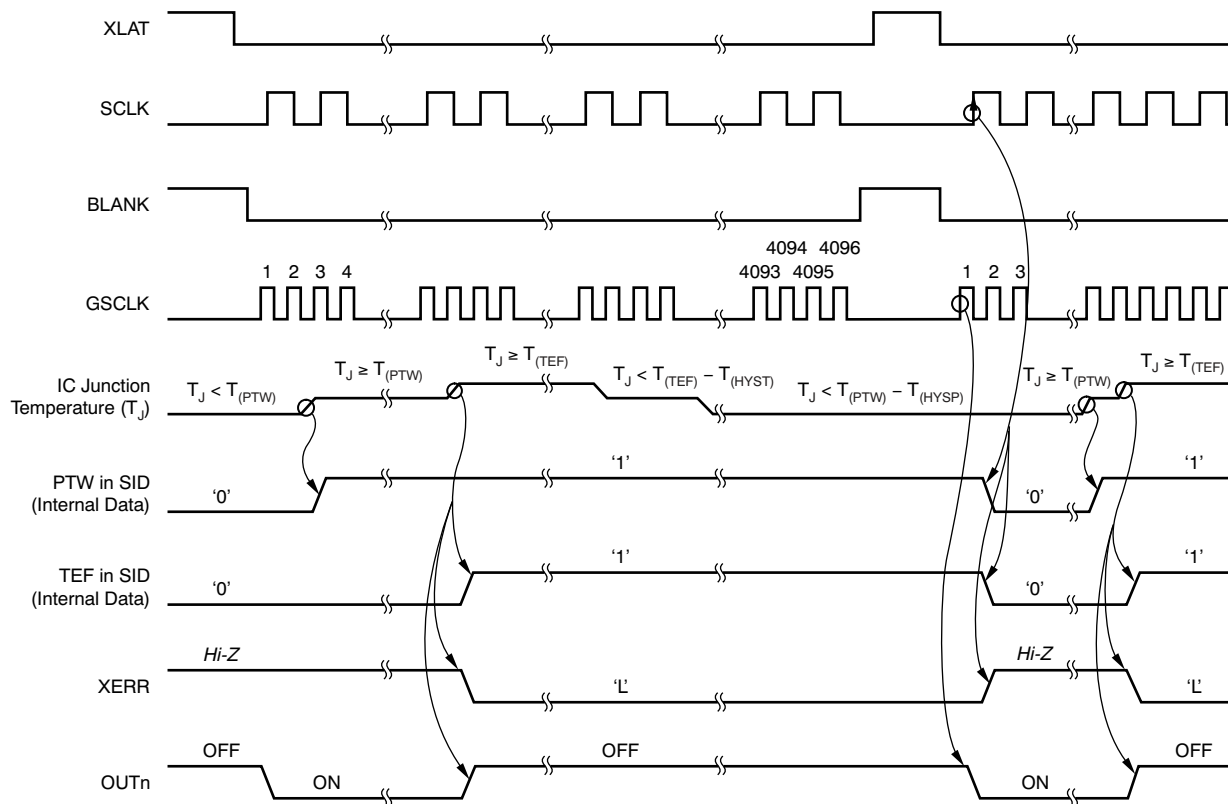 XLAT
SCLK
BLANK
4094 4096
1 2 3 4 4093 4095 1 2 3
GSCLK
IC Junction
Temperature (TJ)
TJ < T(PTW)
TJ ≥ T(PTW)
TJ ≥ T(TEF)
TJ < T(TEF) – T(HYST)
TJ < T(PTW) – T(HYSP)
TJ ≥ T(PTW)
TJ ≥ T(TEF)
PTW in SID
(Internal Data)
‘0’ ‘1’ ‘0’ ‘1’
TEF in SID
(Internal Data)
‘0’ ‘1’ ‘0’ ‘1’
XERR
Hi-Z ‘L’ Hi-Z ‘L’
OUTn
OFF ON OFF ON OFF